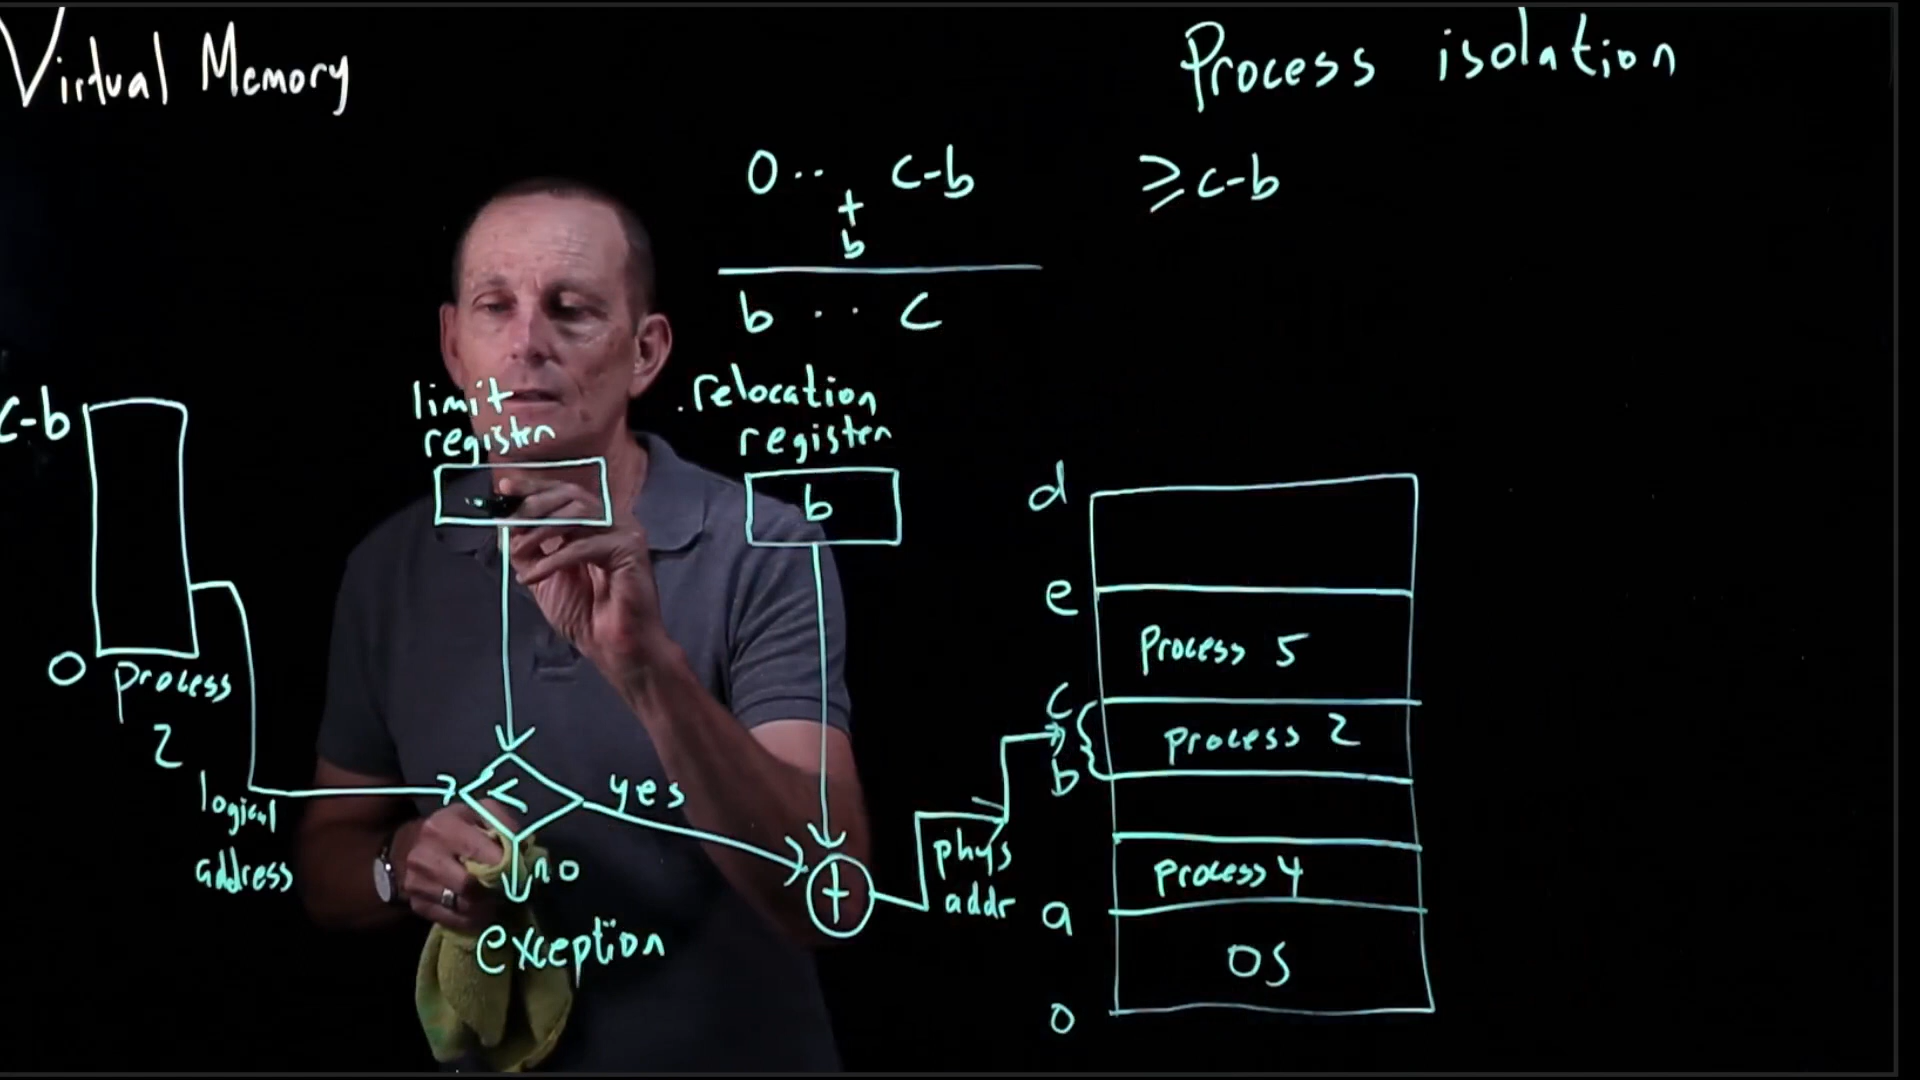 Virtual Memory
Process isolation
0 .. c-b
+
b
b .. c
≥ c-b
c-b
0
process
2
logical
address
limit
register
<
yes
no
exception
relocation
register
b
+
phys
addr
d
e
Process 5
c
process 2
b
process 4
a
OS
0